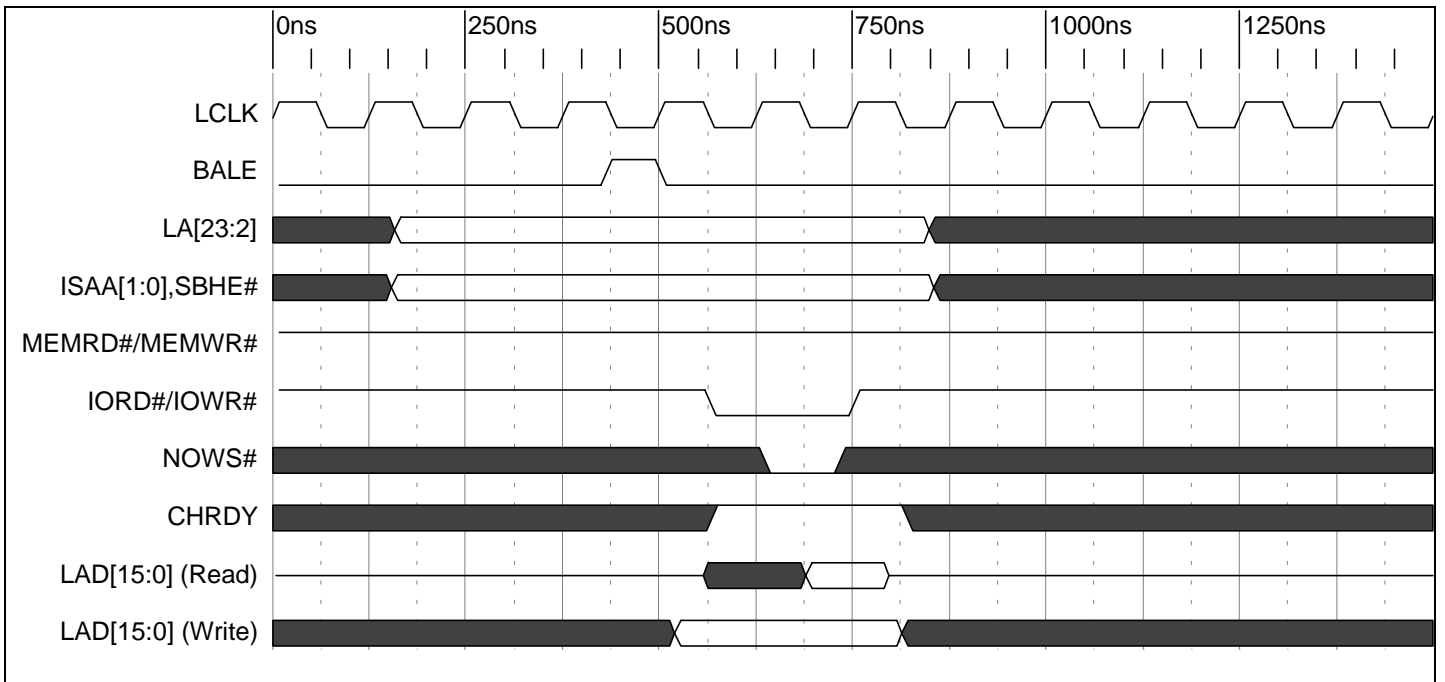 0ns 250ns 500ns 750ns 1000ns 1250ns
LCLK
BALE
LA[23:2]
ISAA[1:0],SBHE#
MEMRD#/MEMWR#
IORD#/IOWR#
NOWS#
CHRDY
LAD[15:0] (Read)
LAD[15:0] (Write)